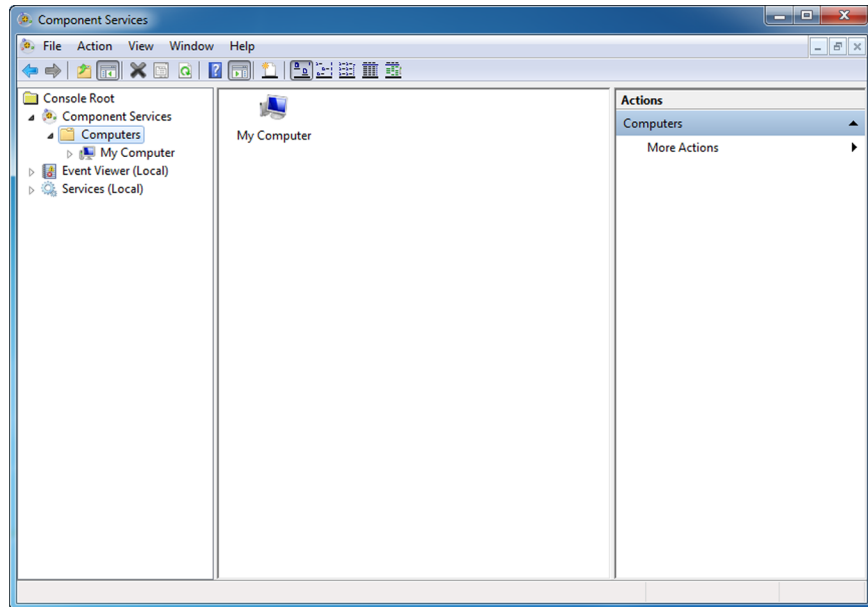 Component Services
File Action View Window Help
Console Root
Component Services
Computers
My Computer
Event Viewer (Local)
Services (Local)
My Computer
Actions
Computers
More Actions